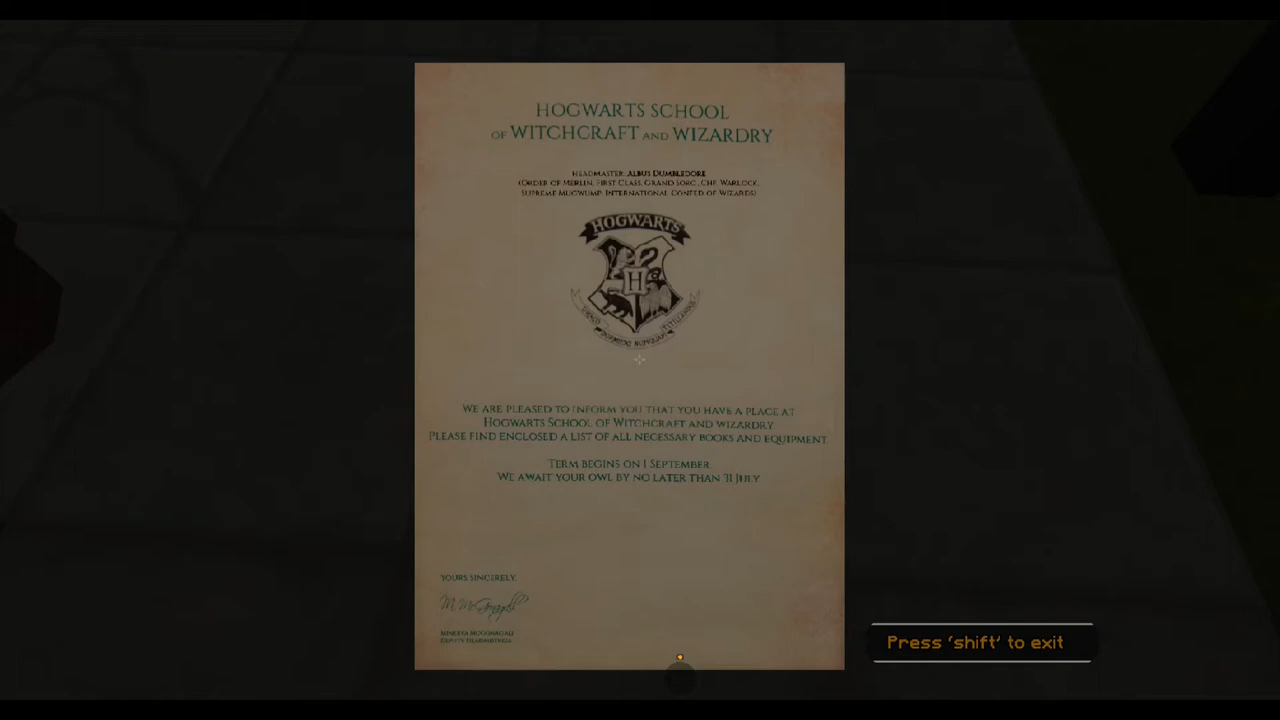 HOGWARTS SCHOOL
OF WITCHCRAFT AND WIZARDRY
HEADMASTER: ALBUS DUMBLEDORE
(ORDER OF MERLIN, FIRST CLASS, GRAND SORC., CHF. WARLOCK,
SUPREME MUGWUMP, INTERNATIONAL CONFED OF WIZARDS)
HOGWARTS
H
WE ARE PLEASED TO INFORM YOU THAT YOU HAVE A PLACE AT
HOGWARTS SCHOOL OF WITCHCRAFT AND WIZARDRY
PLEASE FIND ENCLOSED A LIST OF ALL NECESSARY BOOKS AND EQUIPMENT
TERM BEGINS ON 1 SEPTEMBER
WE AWAIT YOUR OWL BY NO LATER THAN 31 JULY
YOURS SINCERELY,
M. McGonagall
MINERVA MCGONAGALL
DEPUTY HEADMISTRESS
Press 'shift' to exit